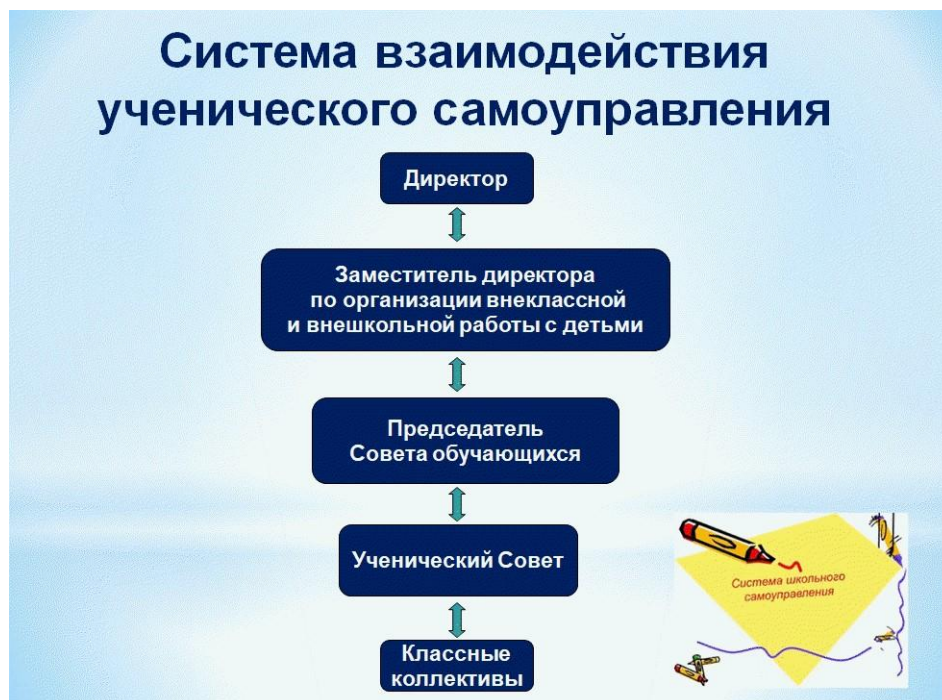 Система взаимодействия
ученического самоуправления
Директор
Заместитель директора
по организации внеклассной
и внешкольной работы с детьми
Председатель
Совета обучающихся
Ученический Совет
Классные
коллективы
Система школьного
самоуправления